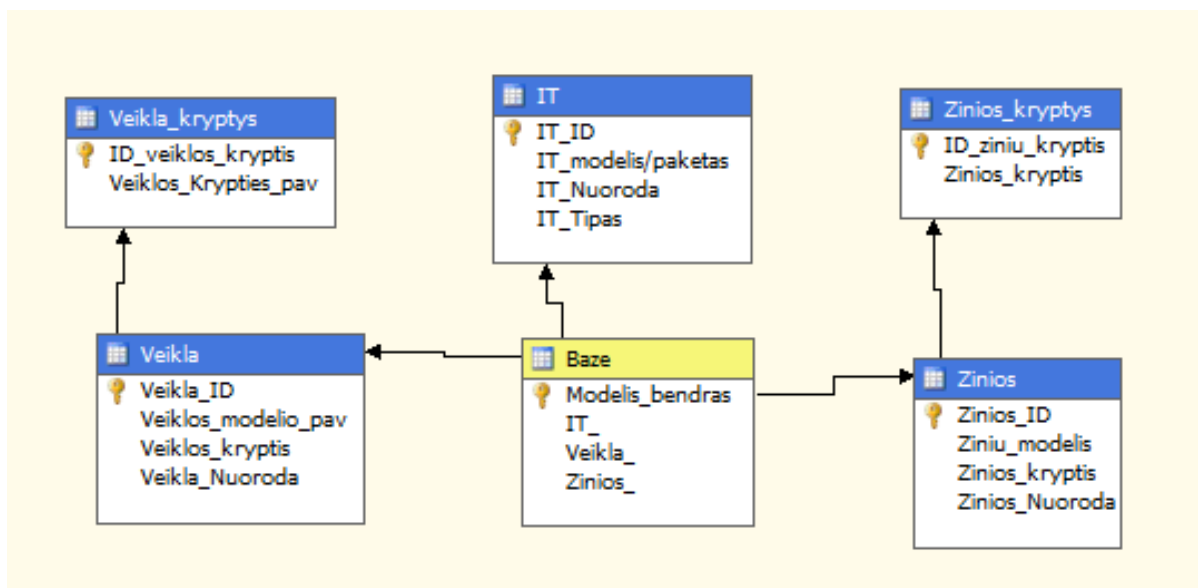 Veikla_kryptys
ID_veiklos_kryptis
Veiklos_Krypties_pav
IT
IT_ID
IT_modelis/paketas
IT_Nuoroda
IT_Tipas
Zinios_kryptys
ID_ziniu_kryptis
Zinios_kryptis
Veikla
Veikla_ID
Veiklos_modelio_pav
Veiklos_kryptis
Veikla_Nuoroda
Baze
Modelis_bendras
IT_
Veikla_
Zinios_
Zinios
Zinios_ID
Ziniu_modelis
Zinios_kryptis
Zinios_Nuoroda